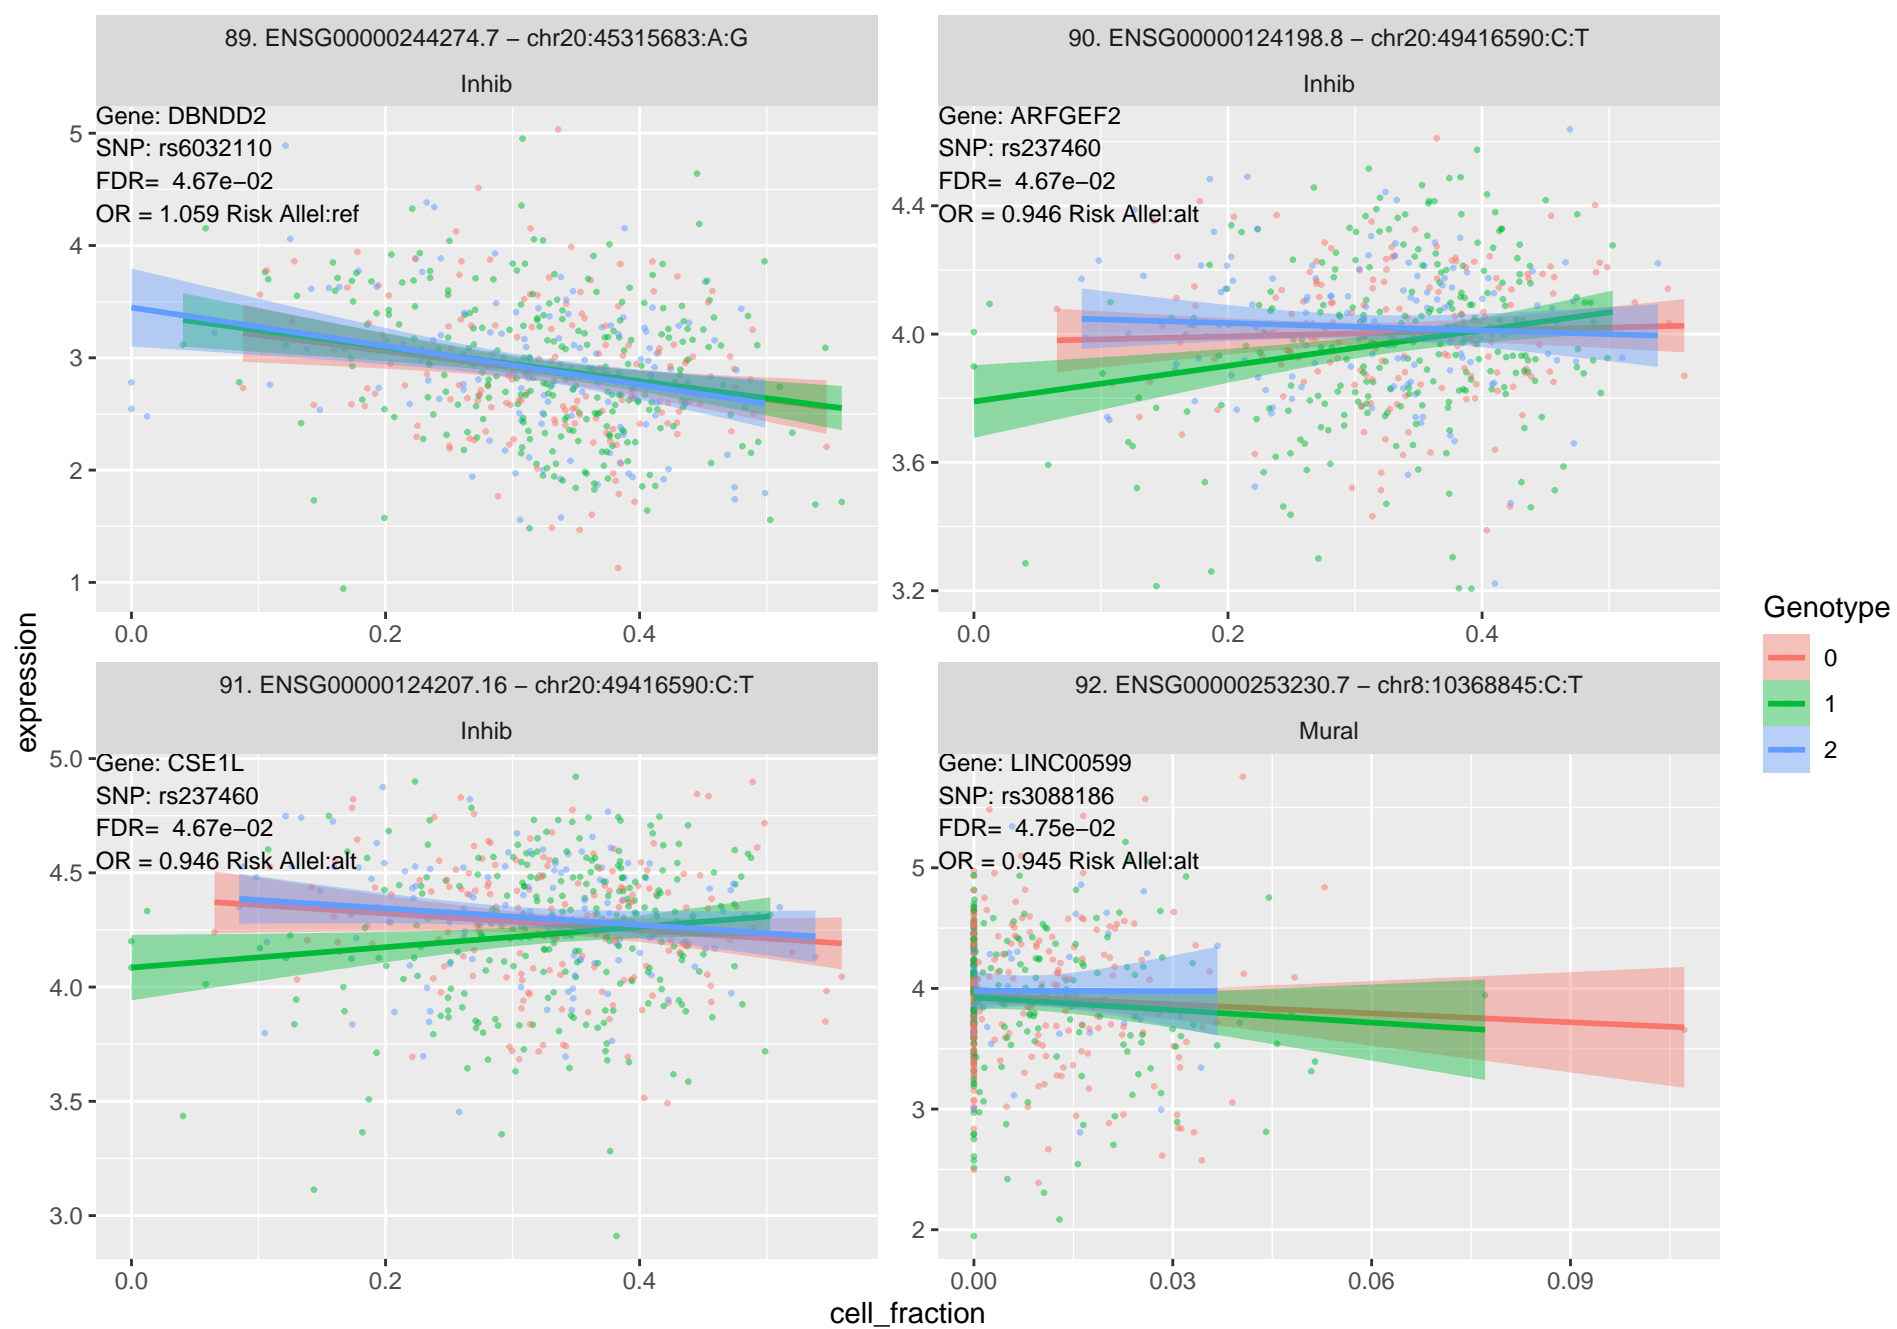 89. ENSG00000244274.7 – chr20:45315683:A:G
Inhib
Gene: DBNDD2
SNP: rs6032110
FDR= 4.67e−02
OR = 1.059 Risk Allel:ref
5
4
3
2
1
0.0
0.2
0.4
90. ENSG00000124198.8 – chr20:49416590:C:T
Inhib
Gene: ARFGEF2
SNP: rs237460
FDR= 4.67e−02
OR = 0.946 Risk Allel:alt
4.4
4.0
3.6
3.2
0.0
0.2
0.4
91. ENSG00000124207.16 – chr20:49416590:C:T
Inhib
Gene: CSE1L
SNP: rs237460
FDR= 4.67e−02
OR = 0.946 Risk Allel:alt
5.0
4.5
4.0
3.5
3.0
0.0
0.2
0.4
92. ENSG00000253230.7 – chr8:10368845:C:T
Mural
Gene: LINC00599
SNP: rs3088186
FDR= 4.75e−02
OR = 0.945 Risk Allel:alt
5
4
3
2
0.00
0.03
0.06
0.09
expression
cell_fraction
Genotype
0
1
2